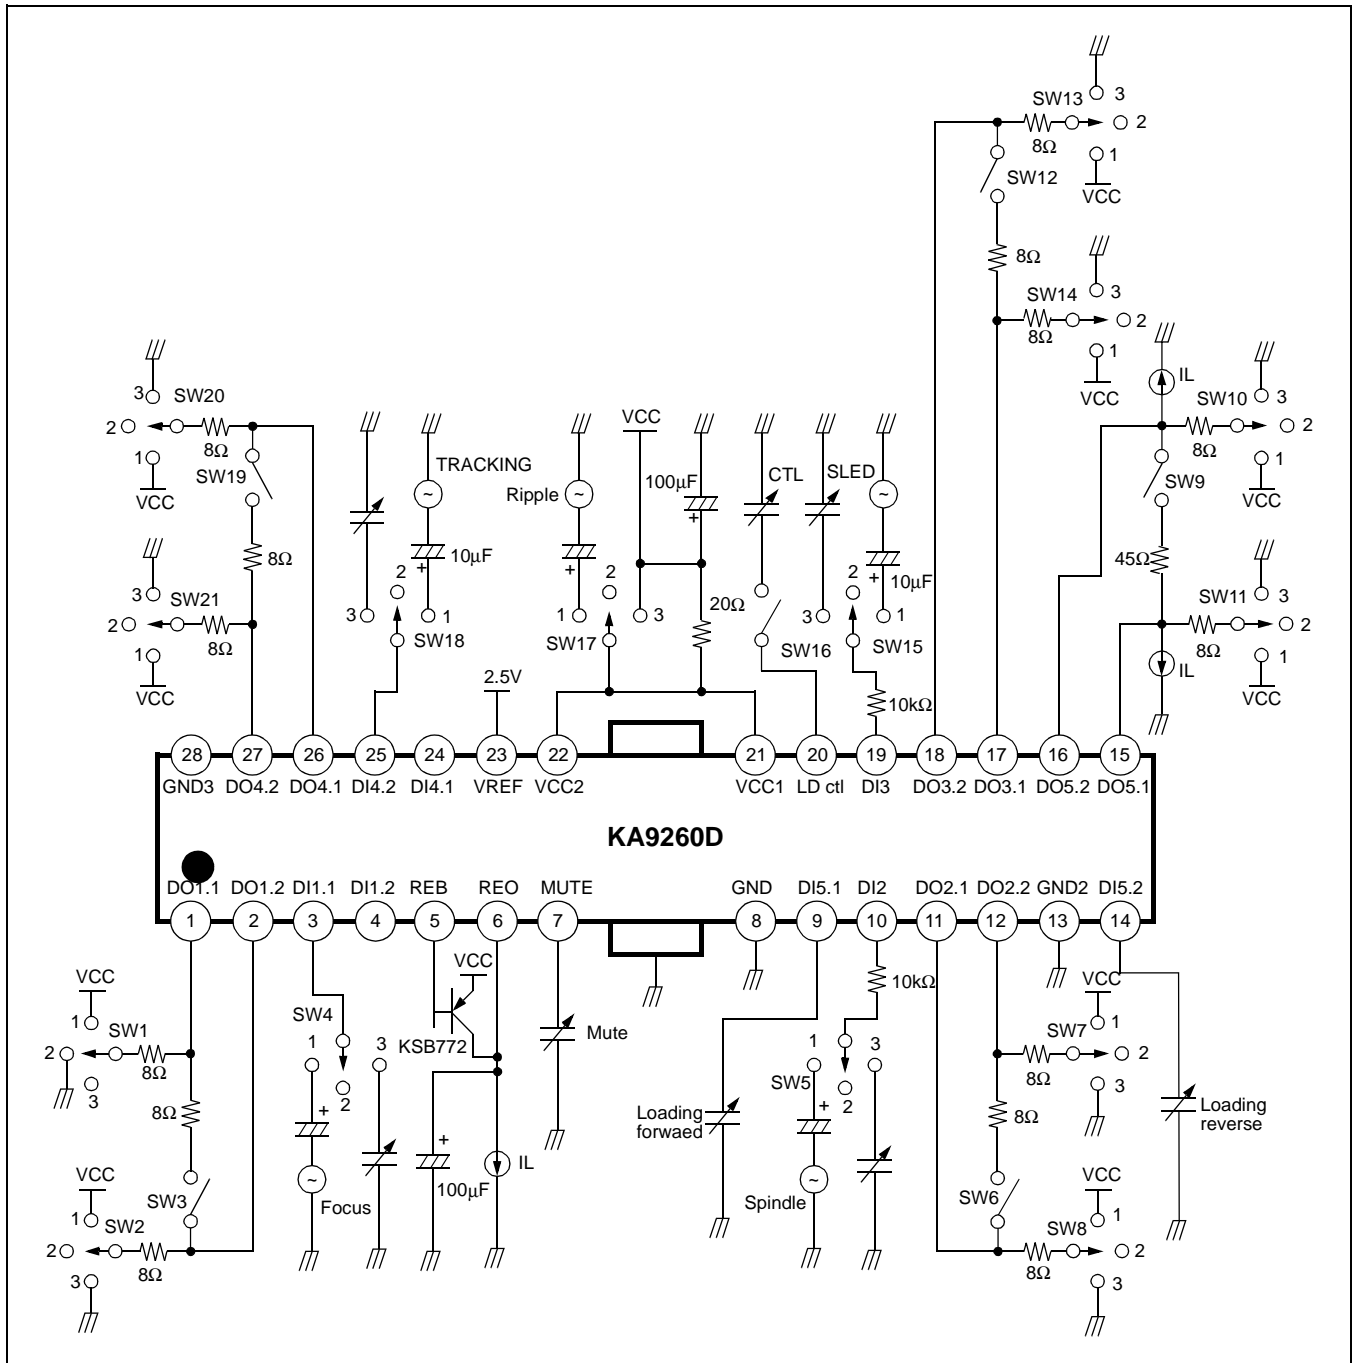 3
SW13
2
8Ω
1
SW12
VCC
8Ω
3
SW14
2
8Ω
1
VCC
IL
3
SW20
2
8Ω
1
SW19
VCC
8Ω
3
SW21
2
8Ω
1
VCC
TRACKING
10µF
+
2
3
1
SW18
2.5V
Ripple
+
2
1
3
SW17
VCC
100µF
+
20Ω
CTL
SW16
SLED
2
+
10µF
3
1
SW15
10kΩ
SW10
3
2
8Ω
1
SW9
VCC
45Ω
SW11
3
2
8Ω
1
IL
VCC
28 27 26 25 24 23 22 21 20 19 18 17 16 15
GND3 DO4.2 DO4.1 DI4.2 DI4.1 VREF VCC2 VCC1 LD ctl DI3 DO3.2 DO3.1 DO5.2 DO5.1
KA9260D
DO1.1 DO1.2 DI1.1 DI1.2 REB REO MUTE GND DI5.1 DI2 DO2.1 DO2.2 GND2 DI5.2
1 2 3 4 5 6 7 8 9 10 11 12 13 14
VCC
1
SW1
2
8Ω
3
8Ω
VCC
SW3
1
SW2
2
8Ω
3
SW4
1
3
2
+
Focus
VCC
KSB772
+
100µF
IL
Mute
Loading
forwaed
10kΩ
1
3
SW5
2
+
Spindle
VCC
1
SW7
2
8Ω
3
8Ω
VCC
SW6
1
SW8
2
8Ω
3
Loading
reverse